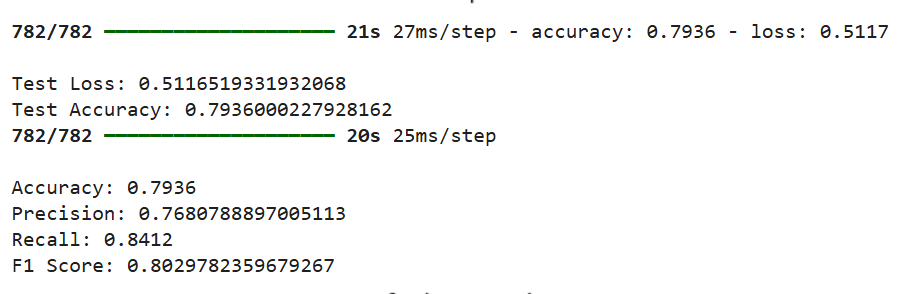 782/782 ━━━━━━━━━━━━━━━━━━━━ 21s 27ms/step - accuracy: 0.7936 - loss: 0.5117
Test Loss: 0.5116519331932068
Test Accuracy: 0.7936000227928162
782/782 ━━━━━━━━━━━━━━━━━━━━ 20s 25ms/step
Accuracy: 0.7936
Precision: 0.7680788897005113
Recall: 0.8412
F1 Score: 0.8029782359679267